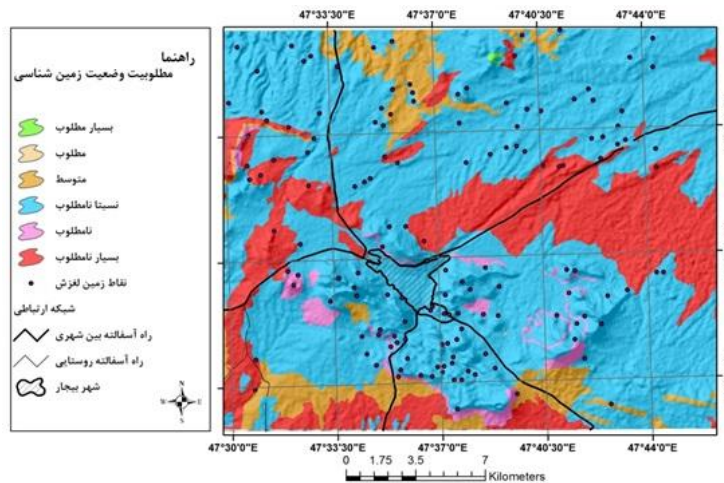 47°33'30"E 47°37'0"E 47°40'30"E 47°44'0"E
راهنما
مطلوبیت وضعیت زمین شناسی
بسیار مطلوب
مطلوب
متوسط
نسبتا نامطلوب
نامطلوب
بسیار نامطلوب
نقاط زمین لغزش
شبکه ارتباطی
راه آسفالته بین شهری
راه آسفالته روستایی
شهر بیجار
N
W E
S
47°30'0"E 47°33'30"E 47°37'0"E 47°40'30"E 47°44'0"E
0 1.75 3.5 7
Kilometers